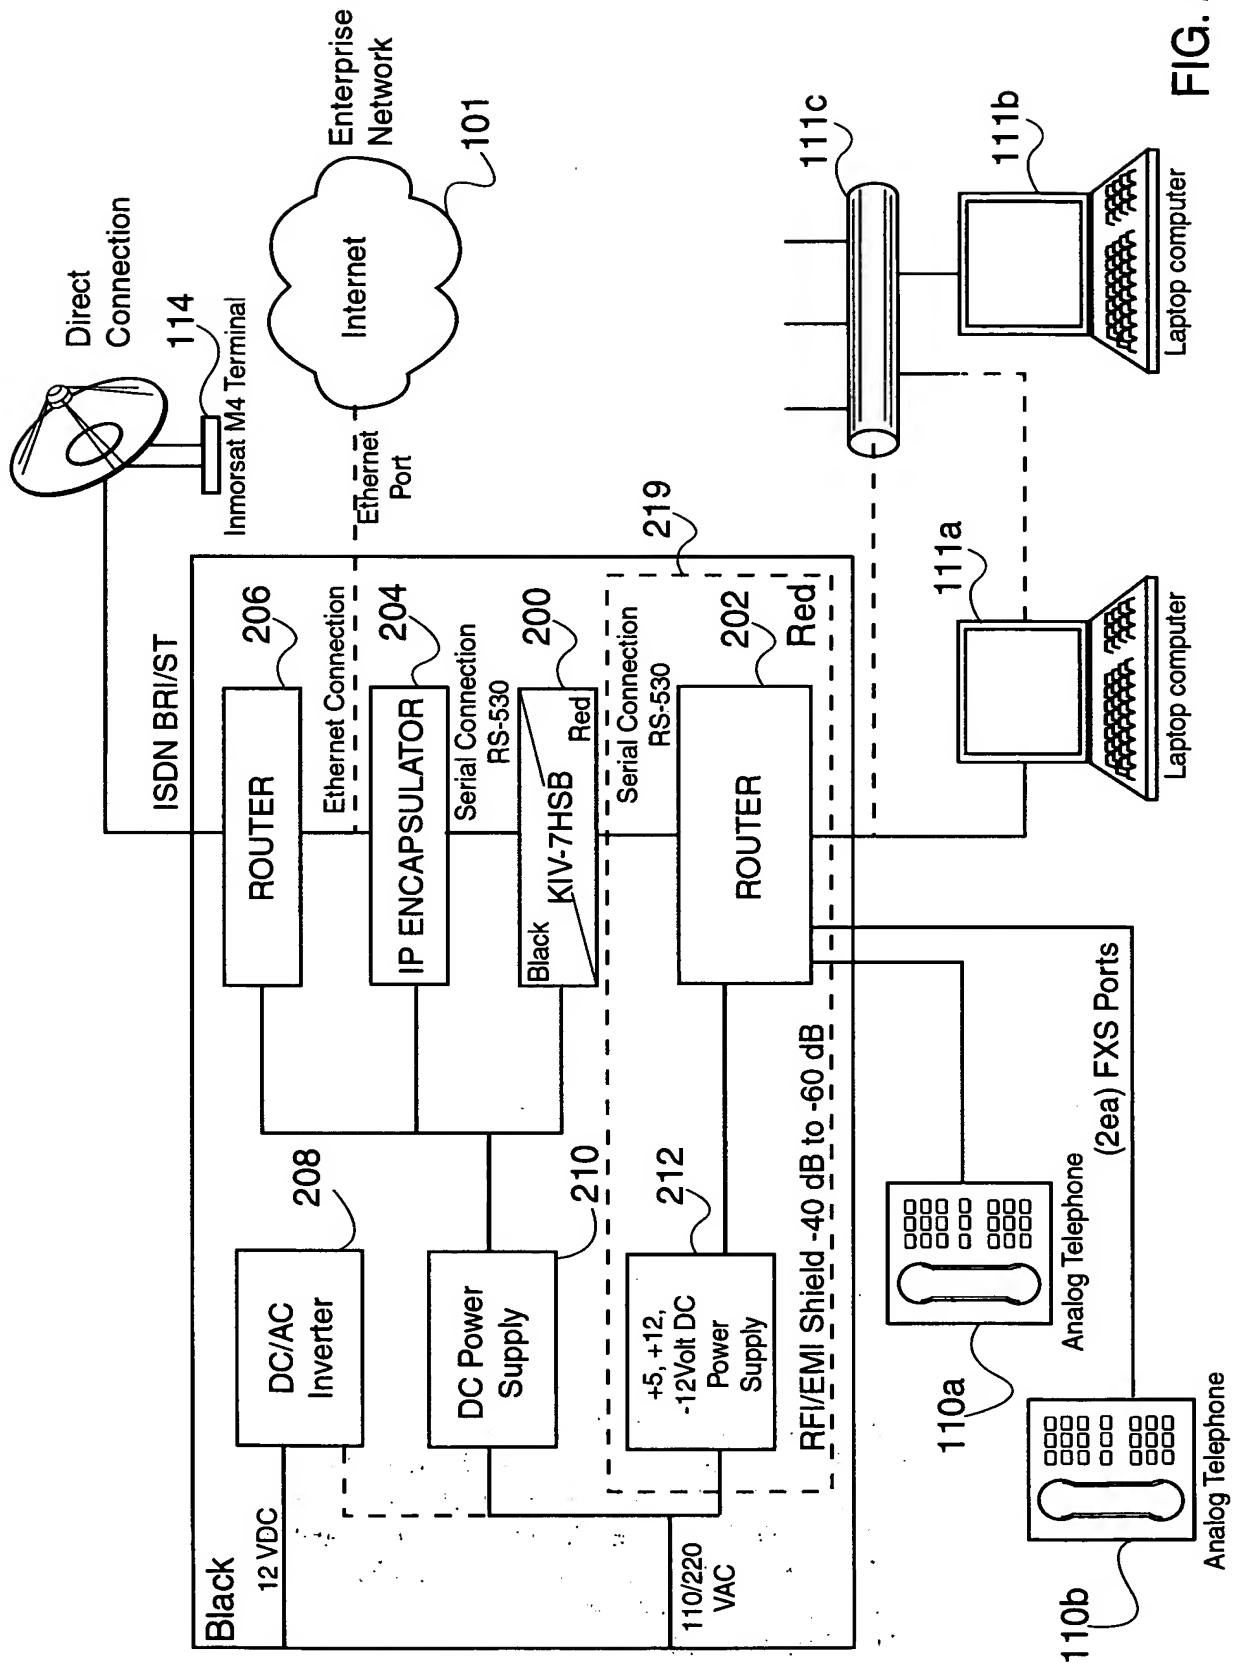 Direct
Connection
114
Inmorsat M4 Terminal
Enterprise
Network
101
Internet
Ethernet
Port
ISDN BRI/ST
206
ROUTER
Ethernet Connection
204
IP ENCAPSULATOR
Serial Connection
RS-530
200
Black
KIV-7HSB
Red
219
Serial Connection
RS-530
202
Red
ROUTER
Black
12 VDC
208
DC/AC
Inverter
210
DC Power
Supply
212
+5, +12,
-12Volt DC
Power
Supply
RFI/EMI Shield -40 dB to -60 dB
110/220
VAC
111c
111b
Laptop computer
111a
Laptop computer
(2ea) FXS Ports
110a
Analog Telephone
110b
Analog Telephone
FIG.